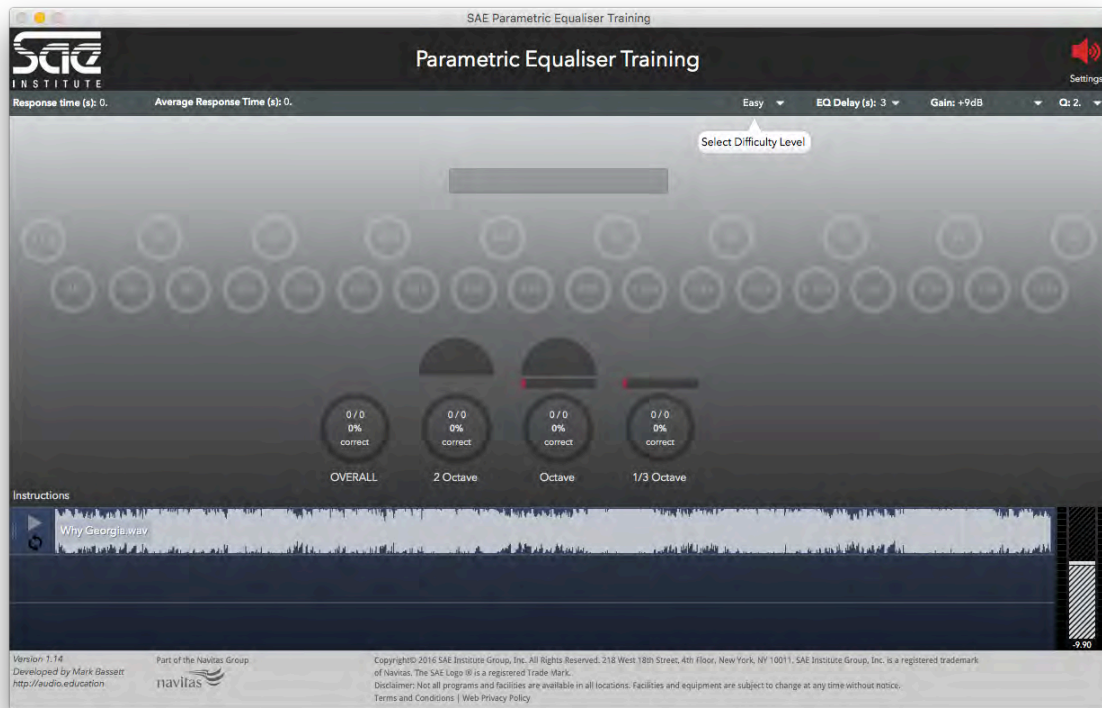 SAE Parametric Equaliser Training
sae
INSTITUTE
Parametric Equaliser Training
Settings
Response time (s): 0.
Average Response Time (s): 0.
Easy
EQ Delay (s): 3
Gain: +9dB
Q: 2.
Select Difficulty Level
0 / 0
0%
correct
0 / 0
0%
correct
0 / 0
0%
correct
0 / 0
0%
correct
OVERALL
2 Octave
Octave
1/3 Octave
Instructions
Why Georgia wav
-9.90
Version 1.14
Developed by Mark Bassett
http://audio.education
Part of the Navitas Group
navitas
Copyright© 2016 SAE Institute Group, Inc. All Rights Reserved. 218 West 18th Street, 4th Floor, New York, NY 10011. SAE Institute Group, Inc. is a registered trademark
of Navitas. The SAE Logo ® is a registered Trade Mark.
Disclaimer: Not all programs and facilities are available in all locations. Facilities and equipment are subject to change at any time without notice.
Terms and Conditions | Web Privacy Policy